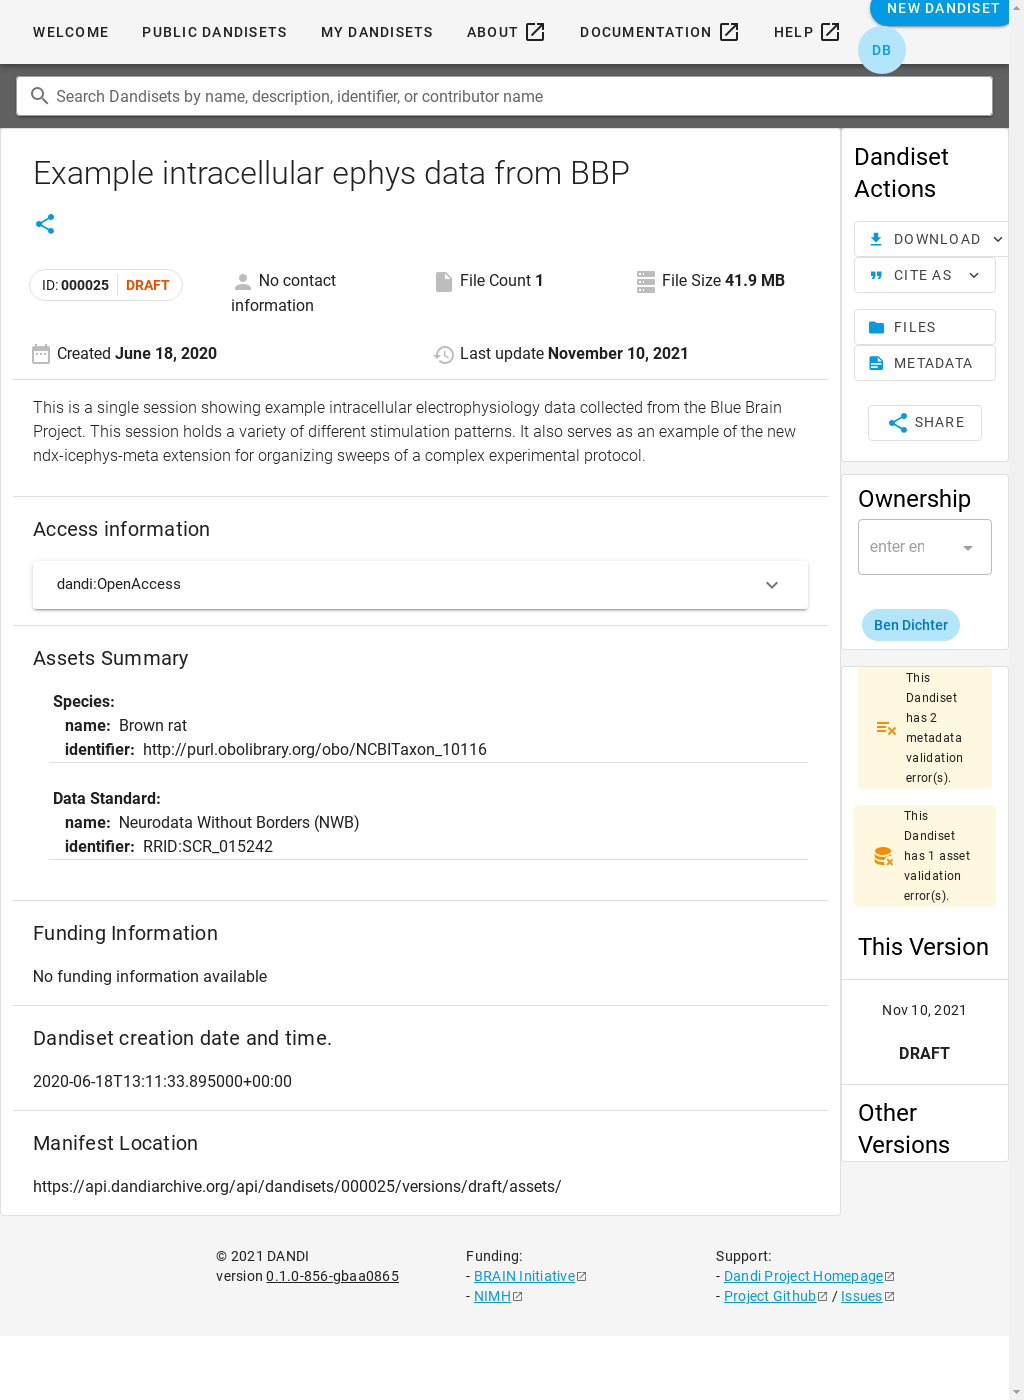 WELCOME
PUBLIC DANDISETS
MY DANDISETS
ABOUT
DOCUMENTATION
HELP
NEW DANDISET
DB
Search Dandisets by name, description, identifier, or contributor name
Example intracellular ephys data from BBP
ID: 000025 DRAFT
No contact
information
File Count 1
File Size 41.9 MB
Created June 18, 2020
Last update November 10, 2021
This is a single session showing example intracellular electrophysiology data collected from the Blue Brain
Project. This session holds a variety of different stimulation patterns. It also serves as an example of the new
ndx-icephys-meta extension for organizing sweeps of a complex experimental protocol.
Access information
dandi:OpenAccess
Assets Summary
Species:
name: Brown rat
identifier: http://purl.obolibrary.org/obo/NCBITaxon_10116
Data Standard:
name: Neurodata Without Borders (NWB)
identifier: RRID:SCR_015242
Funding Information
No funding information available
Dandiset creation date and time.
2020-06-18T13:11:33.895000+00:00
Manifest Location
https://api.dandiarchive.org/api/dandisets/000025/versions/draft/assets/
Dandiset
Actions
DOWNLOAD
CITE AS
FILES
METADATA
SHARE
Ownership
enter en
Ben Dichter
This
Dandiset
has 2
metadata
validation
error(s).
This
Dandiset
has 1 asset
validation
error(s).
This Version
Nov 10, 2021
DRAFT
Other
Versions
© 2021 DANDI
version 0.1.0-856-gbaa0865
Funding:
- BRAIN Initiative
- NIMH
Support:
- Dandi Project Homepage
- Project Github / Issues